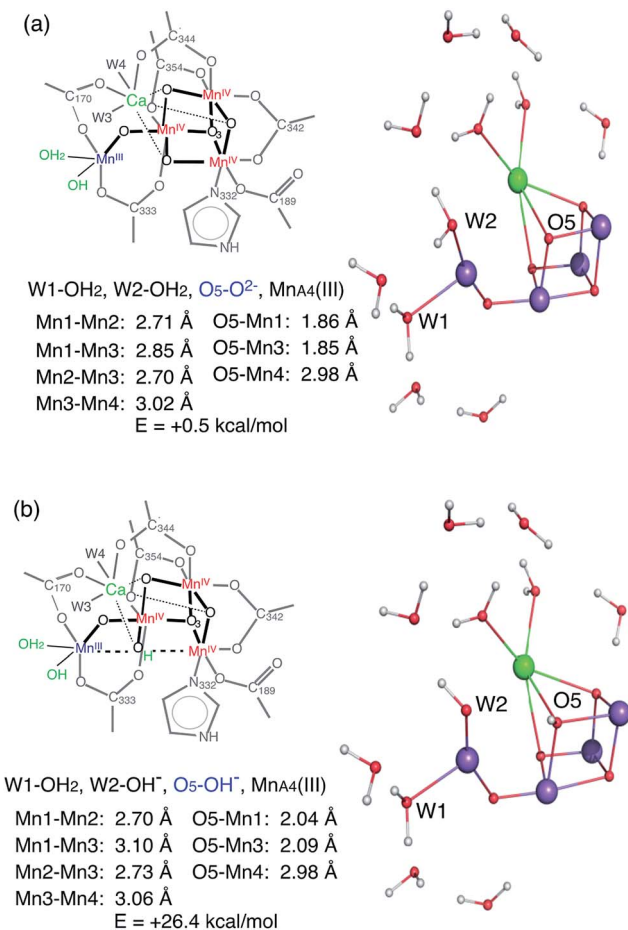 (a)
C344
W4
O
O
C354
O
C170
O
Ca
O
MnIV
O
W3
O
MnIV
O3
O
C342
OH2
MnIII
O
O
MnIV
O
OH
O
O
N332
O
C189
O
C333
NH
W2
O5
W1
W1-OH2, W2-OH2, O5-O2-, MnA4(III)
Mn1-Mn2: 2.71 Å O5-Mn1: 1.86 Å
Mn1-Mn3: 2.85 Å O5-Mn3: 1.85 Å
Mn2-Mn3: 2.70 Å O5-Mn4: 2.98 Å
Mn3-Mn4: 3.02 Å
E = +0.5 kcal/mol
(b)
C344
W4
O
O
C354
O
C170
O
Ca
O
MnIV
O
W3
O
MnIV
O3
O
C342
OH2
MnIII
O
H
MnIV
O
OH
O
O
N332
O
C189
O
C333
NH
W2
O5
W1
W1-OH2, W2-OH-, O5-OH-, MnA4(III)
Mn1-Mn2: 2.70 Å O5-Mn1: 2.04 Å
Mn1-Mn3: 3.10 Å O5-Mn3: 2.09 Å
Mn2-Mn3: 2.73 Å O5-Mn4: 2.98 Å
Mn3-Mn4: 3.06 Å
E = +26.4 kcal/mol